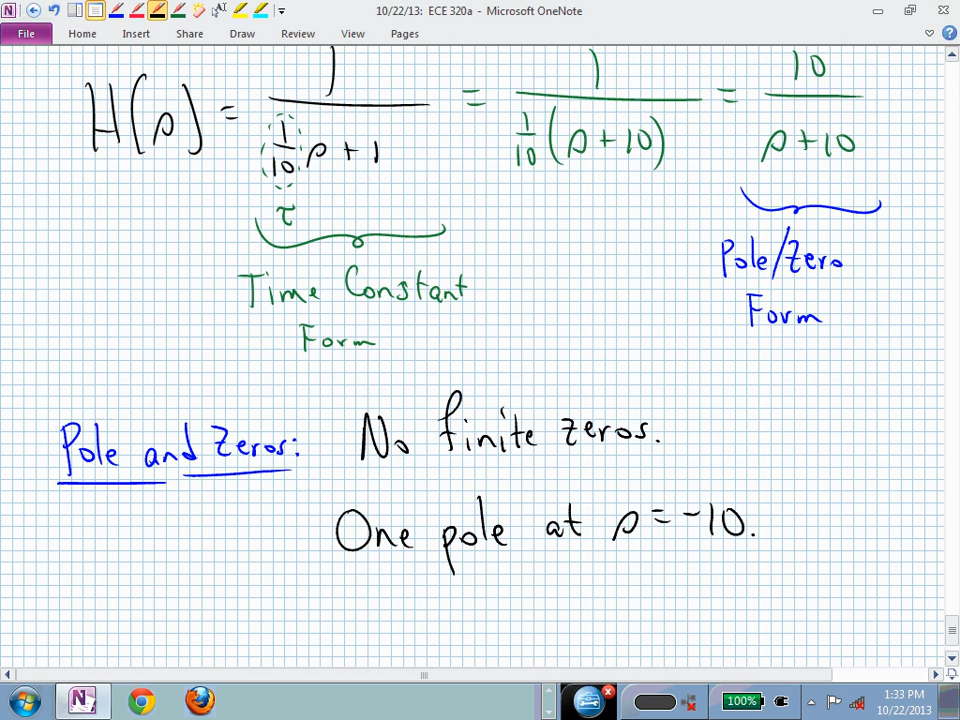 10/22/13: ECE 320a - Microsoft OneNote
File Home Insert Share Draw Review View Pages
H(s) = 1 / (1/10 s + 1) = 1 / (1/10 (s + 10)) = 10 / (s + 10)
τ
Time Constant
Form
Pole/Zero
Form
Pole and Zeros: No finite zeros.
One pole at s = -10.
100%
1:33 PM
10/22/2013